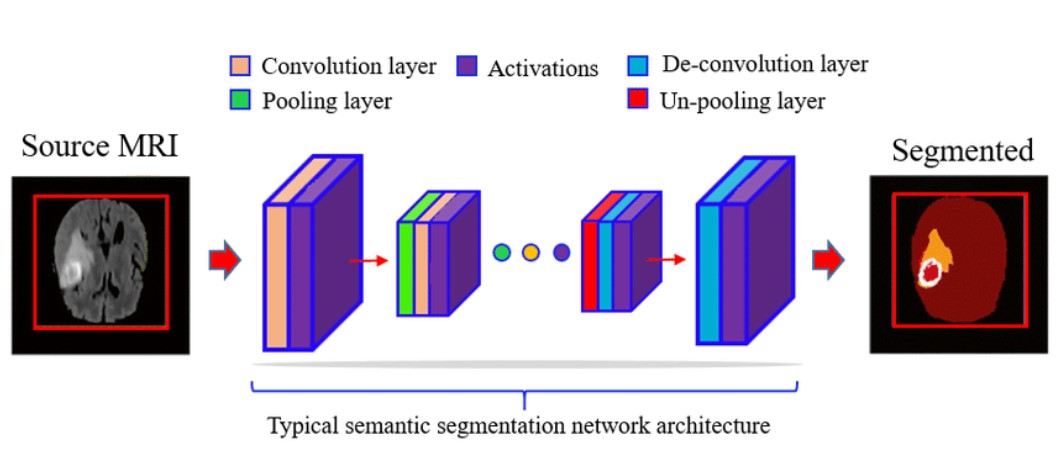 Convolution layer
Activations
De-convolution layer
Pooling layer
Un-pooling layer
Source MRI
Segmented
Typical semantic segmentation network architecture